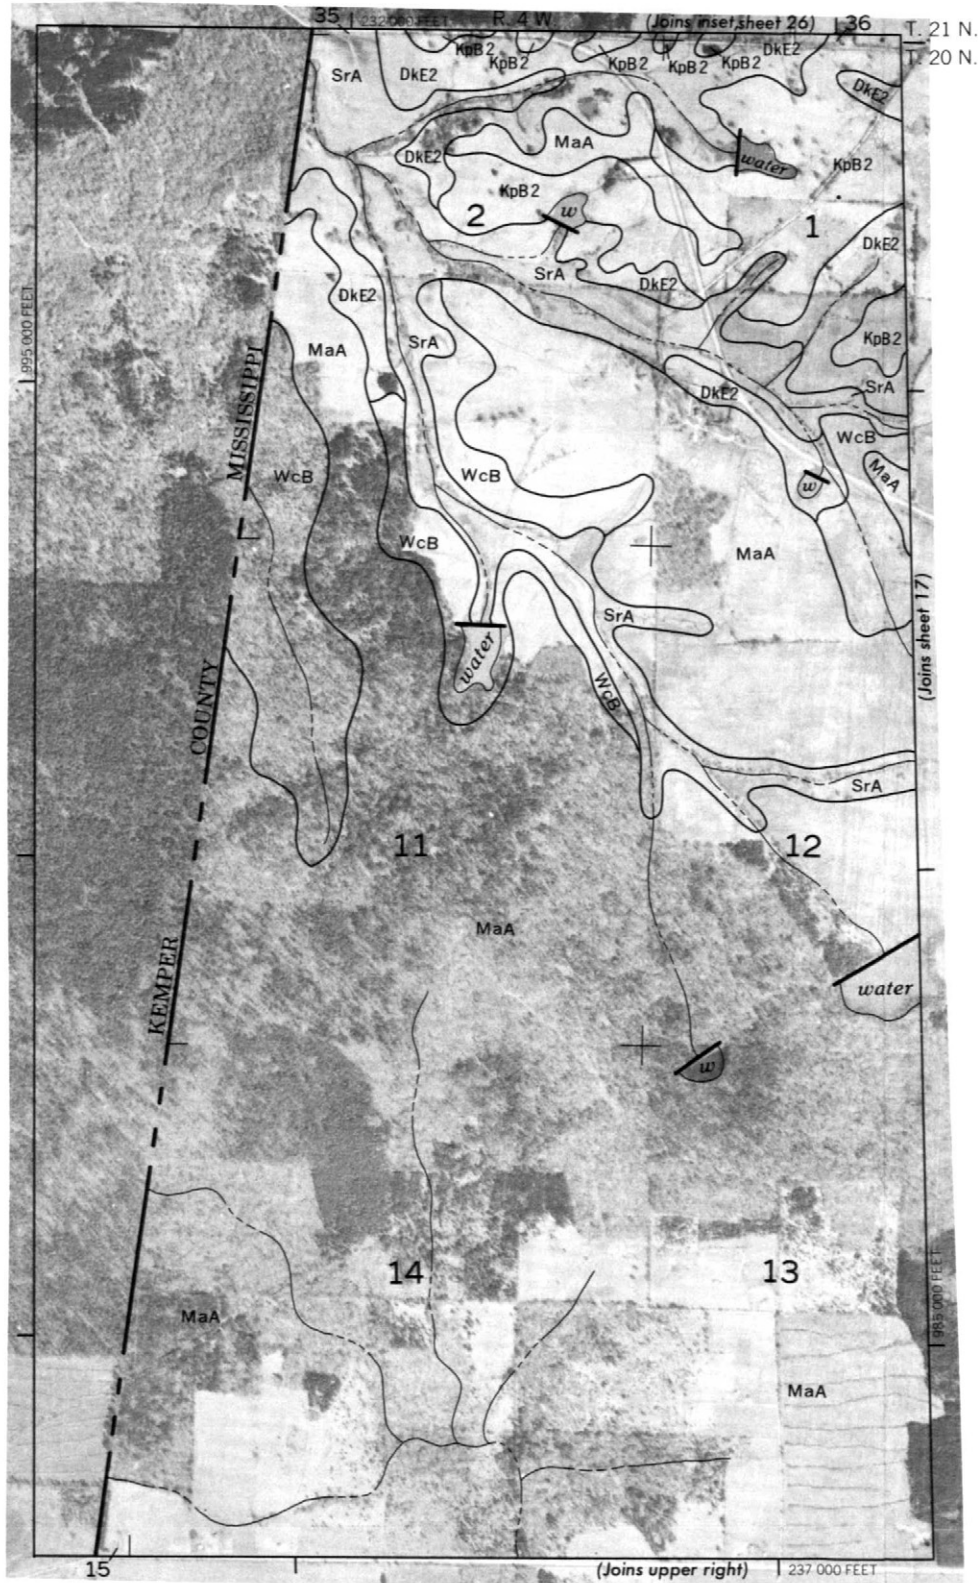 35 232 000 FEET R. 4 W. (Joins inset, sheet 26) 36 T. 21 N.
T. 20 N.
KpB2 KpB2 KpB2 KpB2 KpB2 DkE2
SrA DkE2 DkE2
MaA
DkE2 water KpB2
KpB2
2 w 1
DkE2
SrA DkE2
DkE2
995 000 FEET
MaA SrA KpB2
DkE2 SrA
MISSISSIPPI
WcB
WcB WcB MaA
w
WcB MaA
(Joins sheet 17)
SrA
water
WcB
COUNTY
SrA
11 12
MaA
KEMPER
water
w
14 13
985 000 FEET
MaA
MaA
15 (Joins upper right) 237 000 FEET